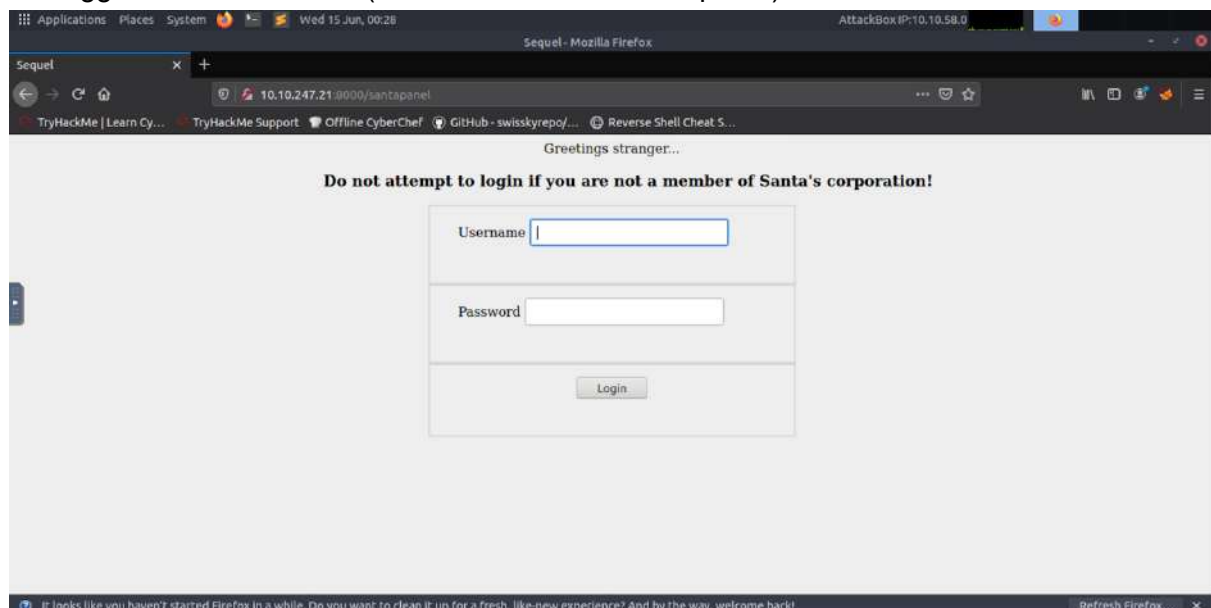 Applications Places System Wed 15 Jun, 00:28 AttackBox IP:10.10.58.0
Sequel - Mozilla Firefox
Sequel
10.10.247.21:8000/santapanel
TryHackMe | Learn Cy... TryHackMe Support Offline CyberChef GitHub - swisskyrepo/... Reverse Shell Cheat S...
Greetings stranger...
Do not attempt to login if you are not a member of Santa's corporation!
Username
Password
Login
It looks like you haven't started Firefox in a while. Do you want to clean it up for a fresh, like-new experience? And by the way, welcome back! Refresh Firefox...